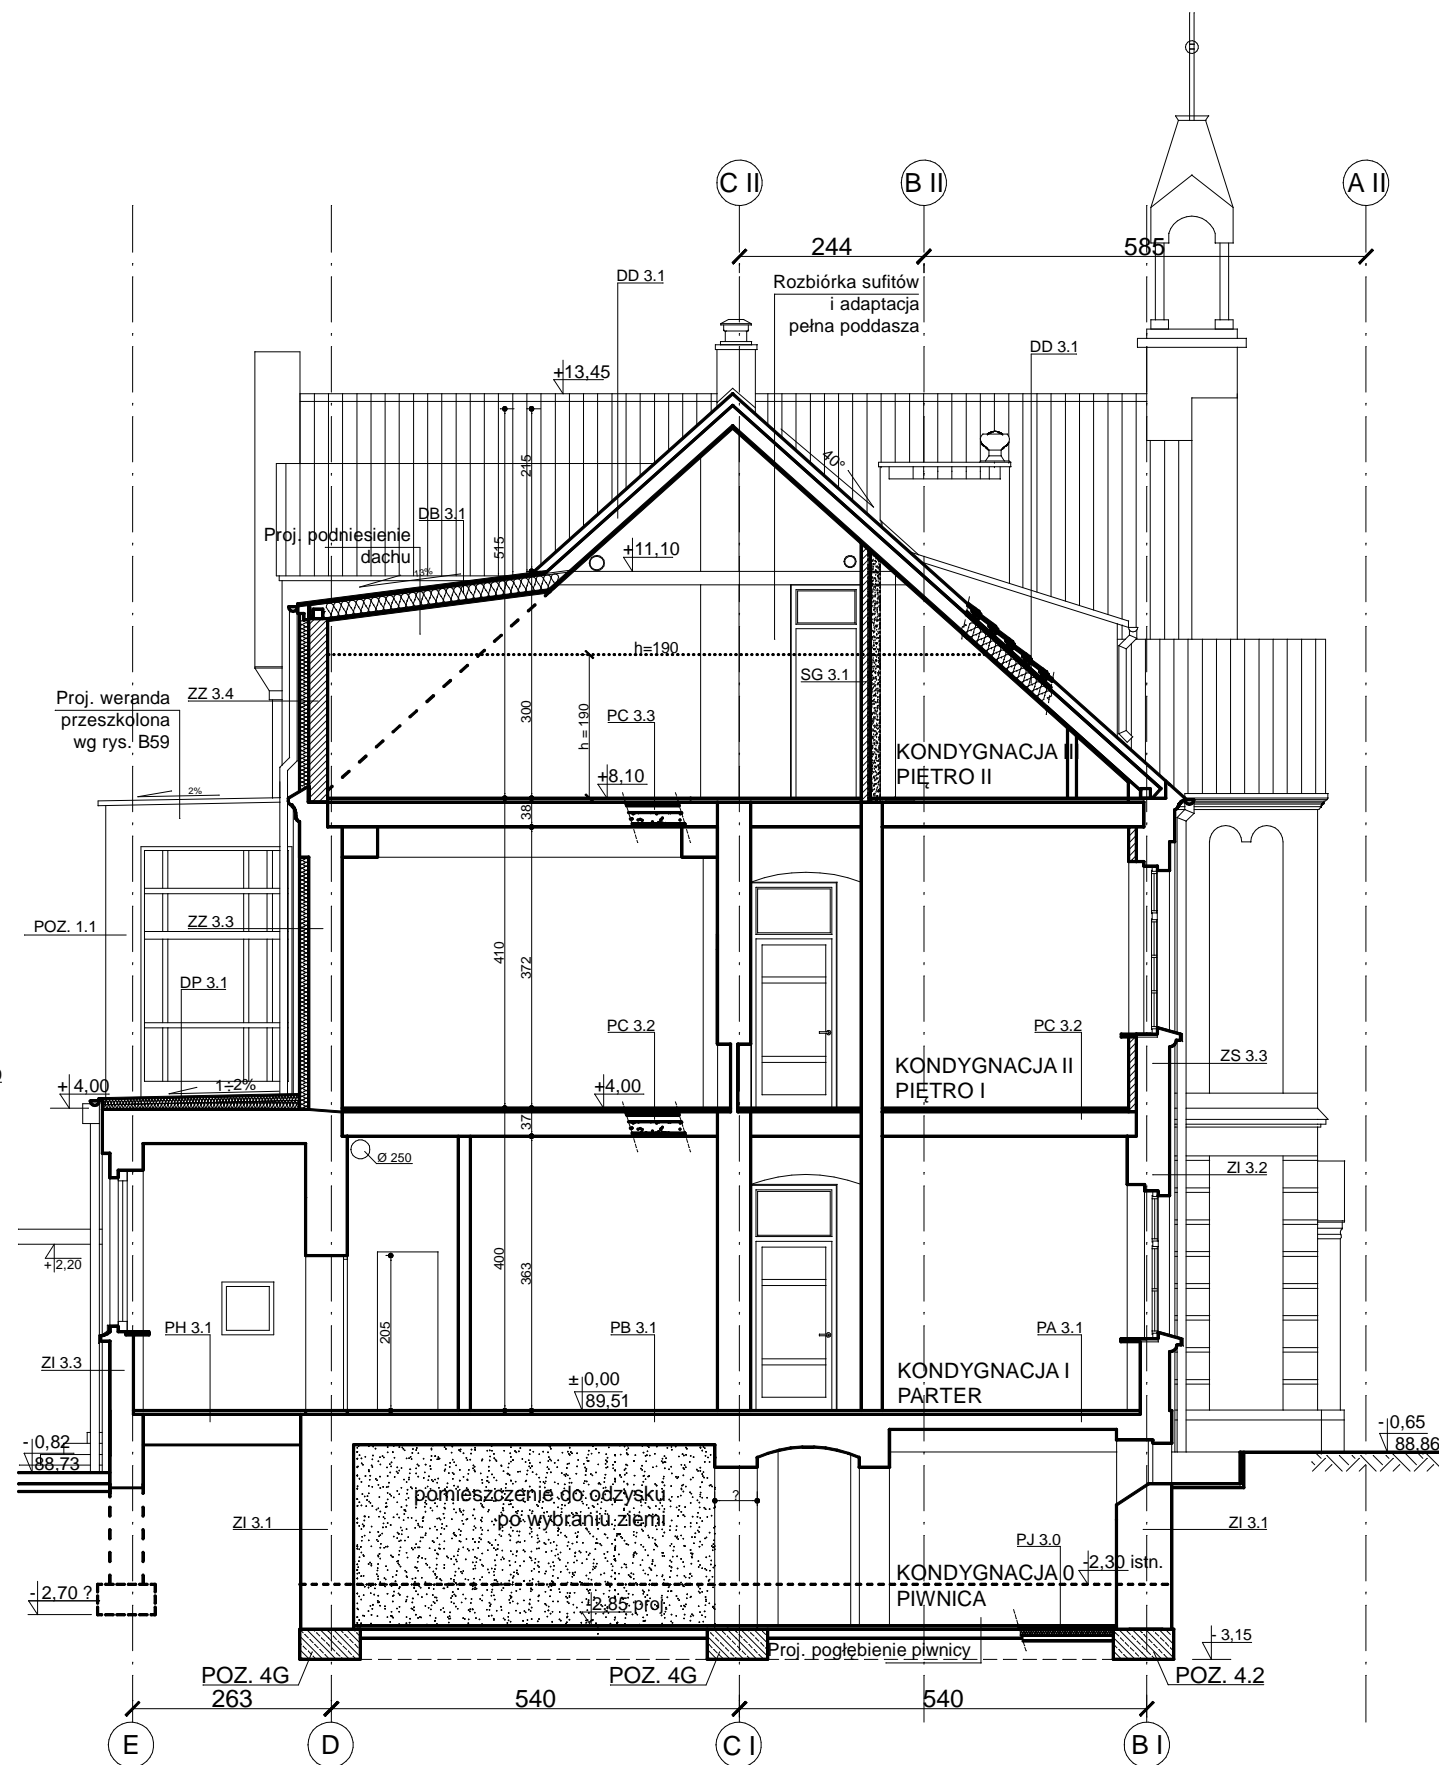 C II
B II
A II
244
585
DD 3.1
Rozbiórka sufitów
i adaptacja
pełna poddasza
DD 3.1
+13,45
215
40°
DB 3.1
Proj. podniesienie
dachu
515
+11,10
13%
h=190
SG 3.1
ZZ 3.4
Proj. weranda
przeszkolona
wg rys. B59
300
h = 190
PC 3.3
KONDYGNACJA II
PIĘTRO II
+8,10
2%
38
POZ. 1.1
ZZ 3.3
410
372
DP 3.1
PC 3.2
PC 3.2
ZS 3.3
KONDYGNACJA II
PIĘTRO I
+ 4,00
1÷2%
+4,00
37
Ø 250
ZI 3.2
+ 2,20
400
363
205
PH 3.1
PB 3.1
PA 3.1
ZI 3.3
KONDYGNACJA I
PARTER
± 0,00
89,51
- 0,82
88,73
- 0,65
88,86
pomieszczenie do odzysku
po wybraniu ziemi
?
ZI 3.1
ZI 3.1
PJ 3.0
-2,30 istn.
KONDYGNACJA 0
PIWNICA
- 2,70 ?
-2,85 proj.
- 3,15
Proj. pogłębienie piwnicy
POZ. 4G
POZ. 4G
POZ. 4.2
263
540
540
E
D
C I
B I